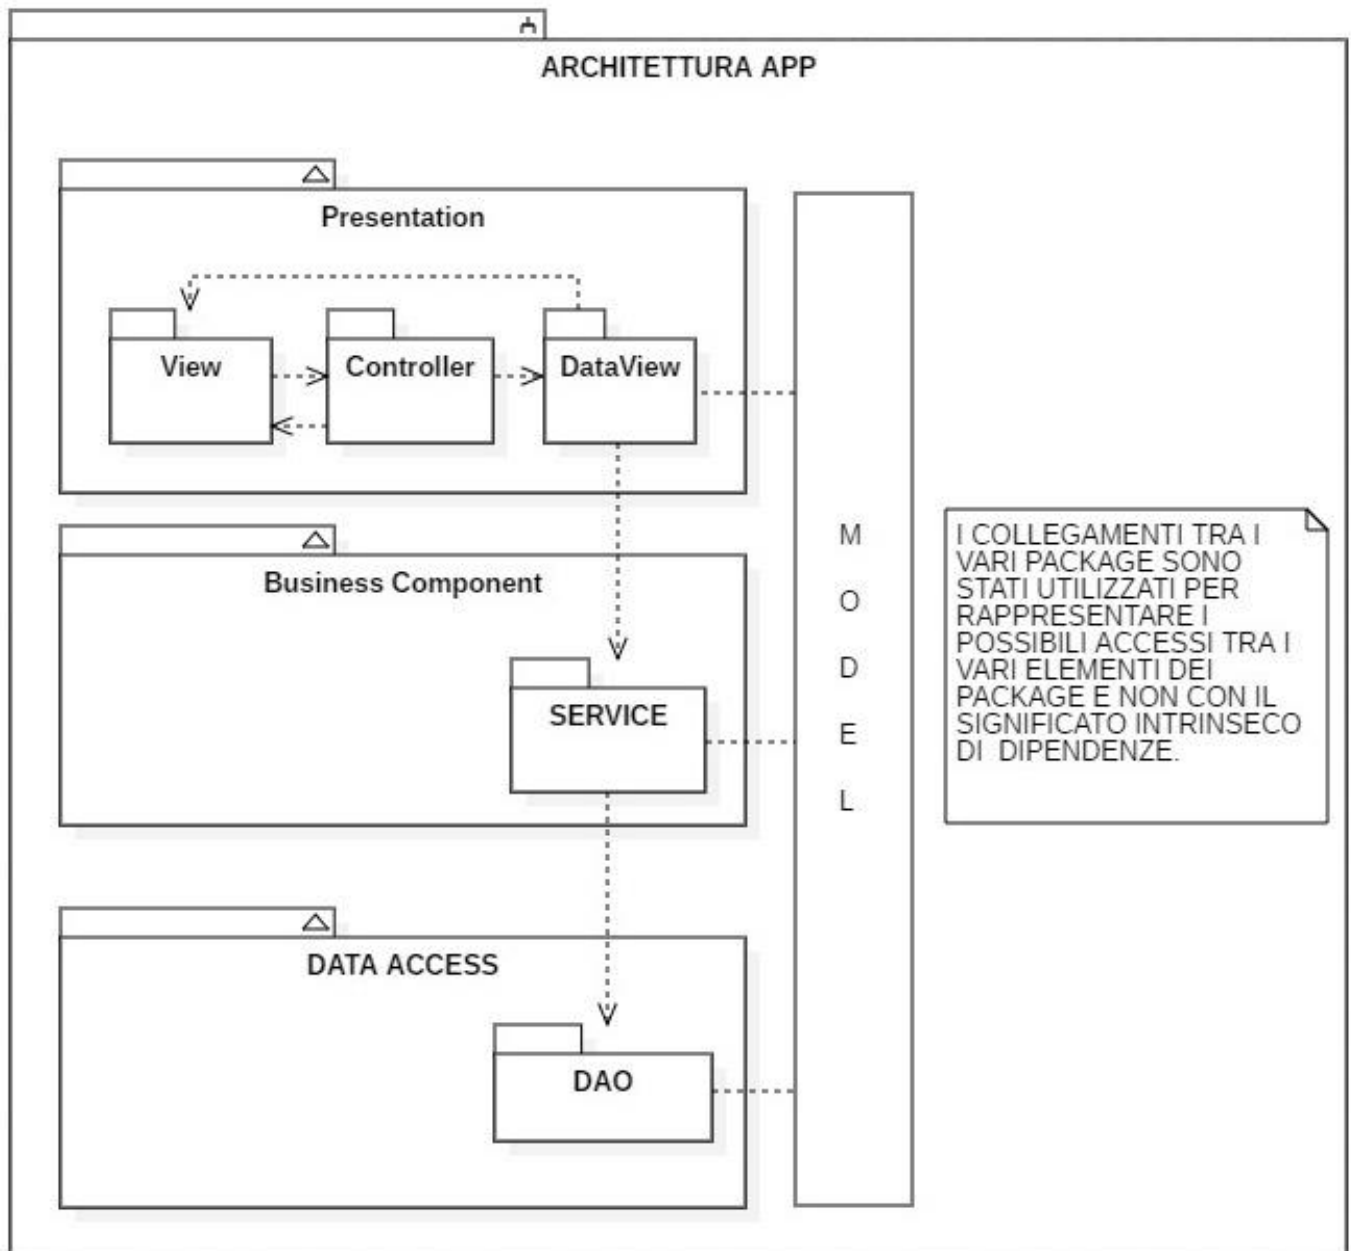 ARCHITETTURA APP
Presentation
View
Controller
DataView
Business Component
SERVICE
DATA ACCESS
DAO
M
O
D
E
L
I COLLEGAMENTI TRA I
VARI PACKAGE SONO
STATI UTILIZZATI PER
RAPPRESENTARE I
POSSIBILI ACCESSI TRA I
VARI ELEMENTI DEI
PACKAGE E NON CON IL
SIGNIFICATO INTRINSECO
DI  DIPENDENZE.